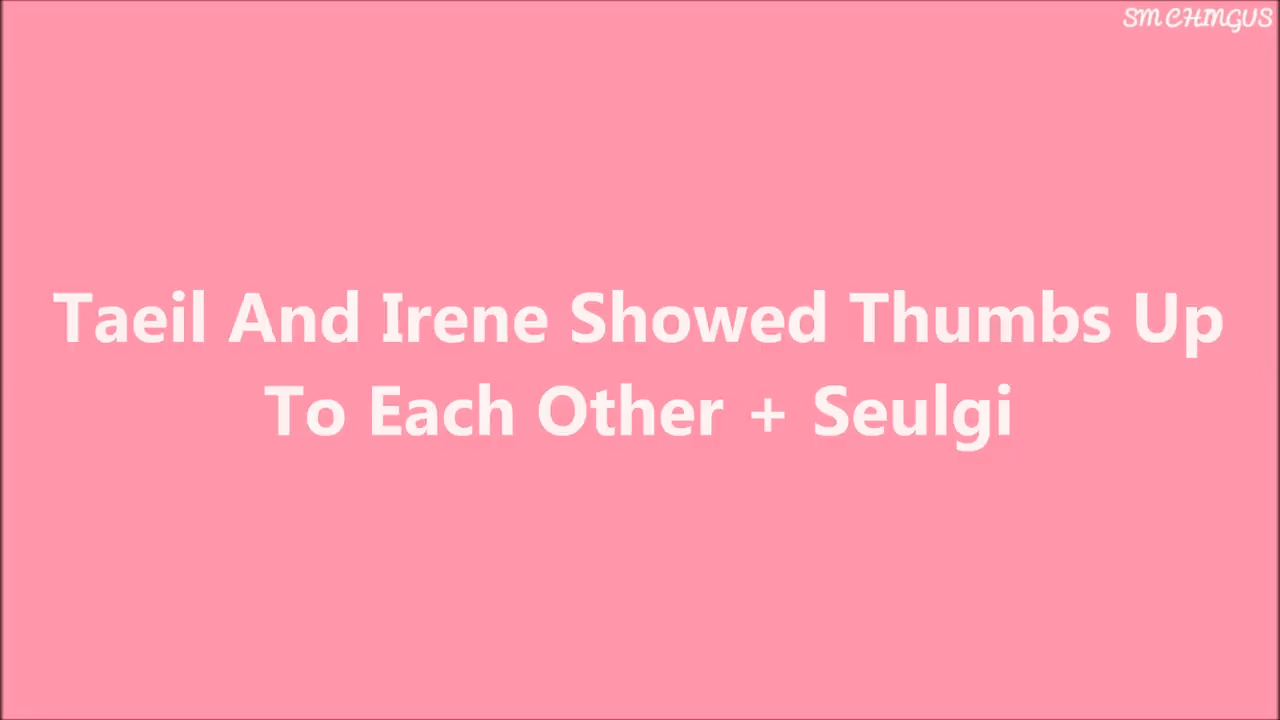 SM CHINGUS
Taeil And Irene Showed Thumbs Up
To Each Other + Seulgi